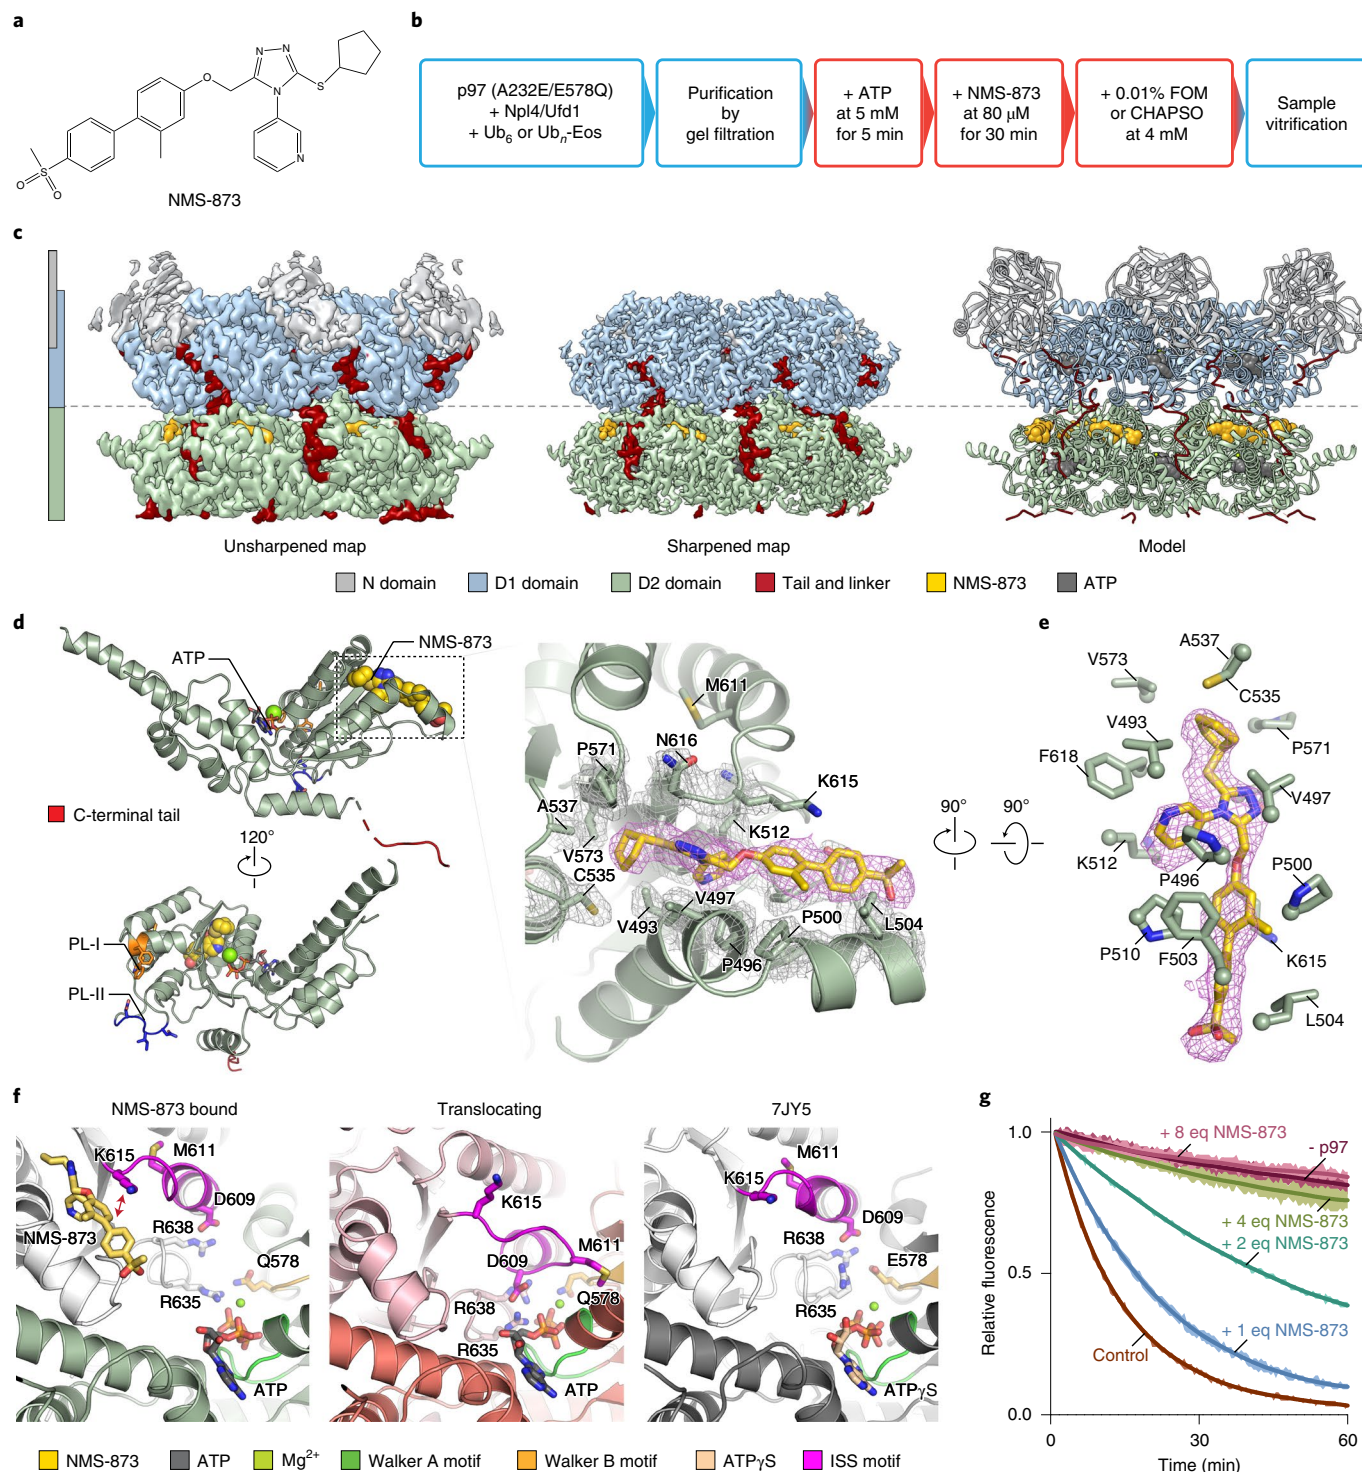 a
N
N
N
O
S
N
S
O
O
NMS-873
b
p97 (A232E/E578Q)
+ Npl4/Ufd1
+ Ub6 or Ubn-Eos
Purification
by
gel filtration
+ ATP
at 5 mM
for 5 min
+ NMS-873
at 80 μM
for 30 min
+ 0.01% FOM
or CHAPSO
at 4 mM
Sample
vitrification
c
Unsharpened map
Sharpened map
Model
N domain
D1 domain
D2 domain
Tail and linker
NMS-873
ATP
d
NMS-873
ATP
C-terminal tail
120°
PL-I
PL-II
M611
N616
P571
K615
A537
K512
V573
C535
V497
V493
P500
L504
P496
90°
90°
e
A537
V573
C535
V493
P571
F618
V497
K512
P496
P500
P510
F503
K615
L504
f
NMS-873 bound
K615
M611
D609
R638
NMS-873
Q578
R635
ATP
Translocating
K615
M611
D609
Q578
R638
R635
ATP
7JY5
M611
K615
D609
R638
E578
R635
ATPγS
NMS-873
ATP
Mg2+
Walker A motif
Walker B motif
ATPγS
ISS motif
g
Relative fluorescence
1.0
0.5
0.0
+ 8 eq NMS-873
- p97
+ 4 eq NMS-873
+ 2 eq NMS-873
+ 1 eq NMS-873
Control
0
30
60
Time (min)